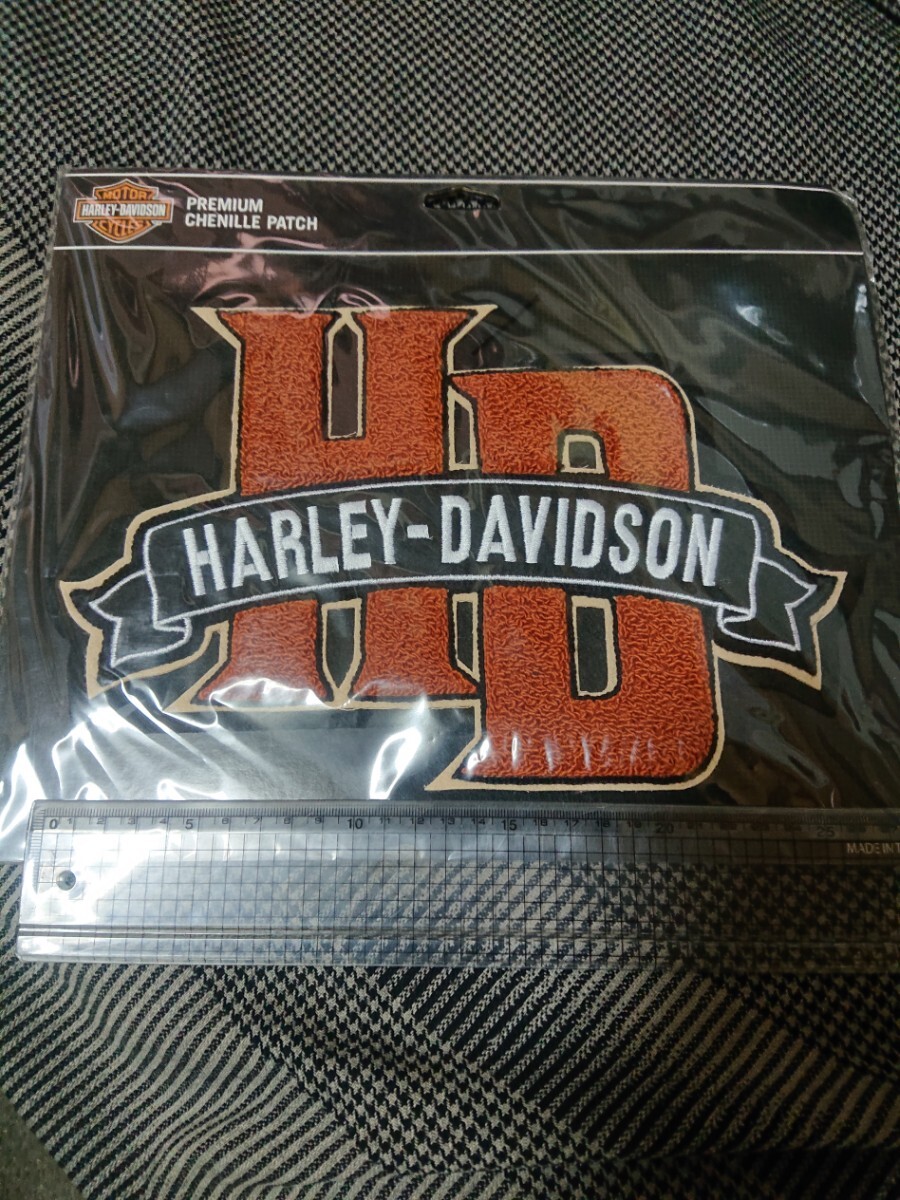 MOTOR
HARLEY-DAVIDSON
CYCLES
PREMIUM
CHENILLE PATCH
HD
HARLEY-DAVIDSON
0 1 2 3 4 5 6 7 8 9 10 11 12 13 14 15 16 17 18 19 20 25
MADE IN T